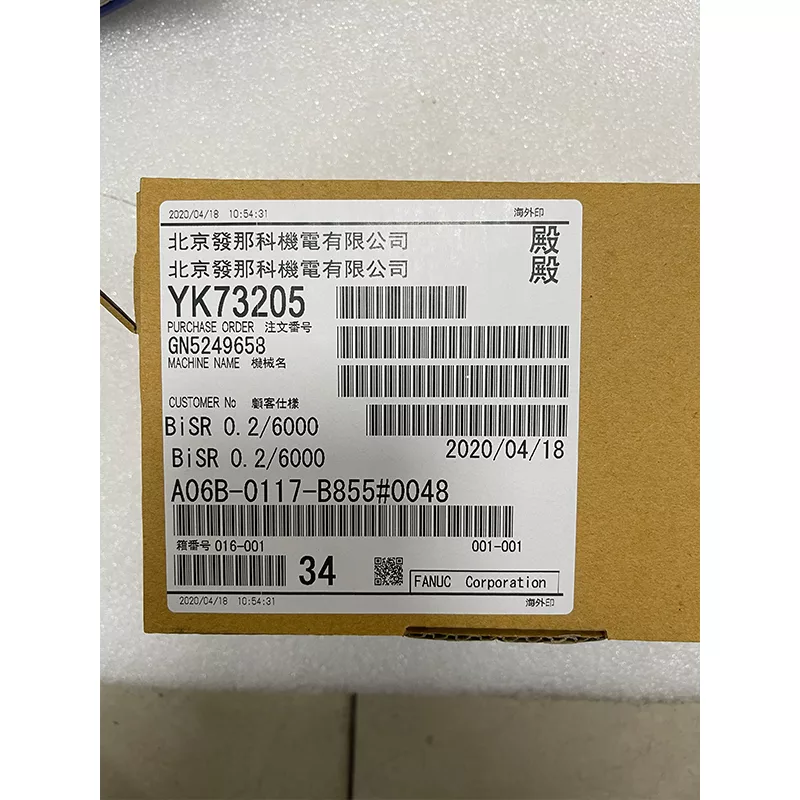 2020/04/18 10:54:31 海外印
北京發那科機電有限公司 殿
北京發那科機電有限公司 殿
YK73205
PURCHASE ORDER 注文番号
GN5249658
MACHINE NAME 機械名
CUSTOMER No 顧客仕様
BiSR 0.2/6000
2020/04/18
BiSR 0.2/6000
A06B-0117-B855#0048
箱番号 016-001 001-001
34
FANUC Corporation
2020/04/18 10:54:31 海外印